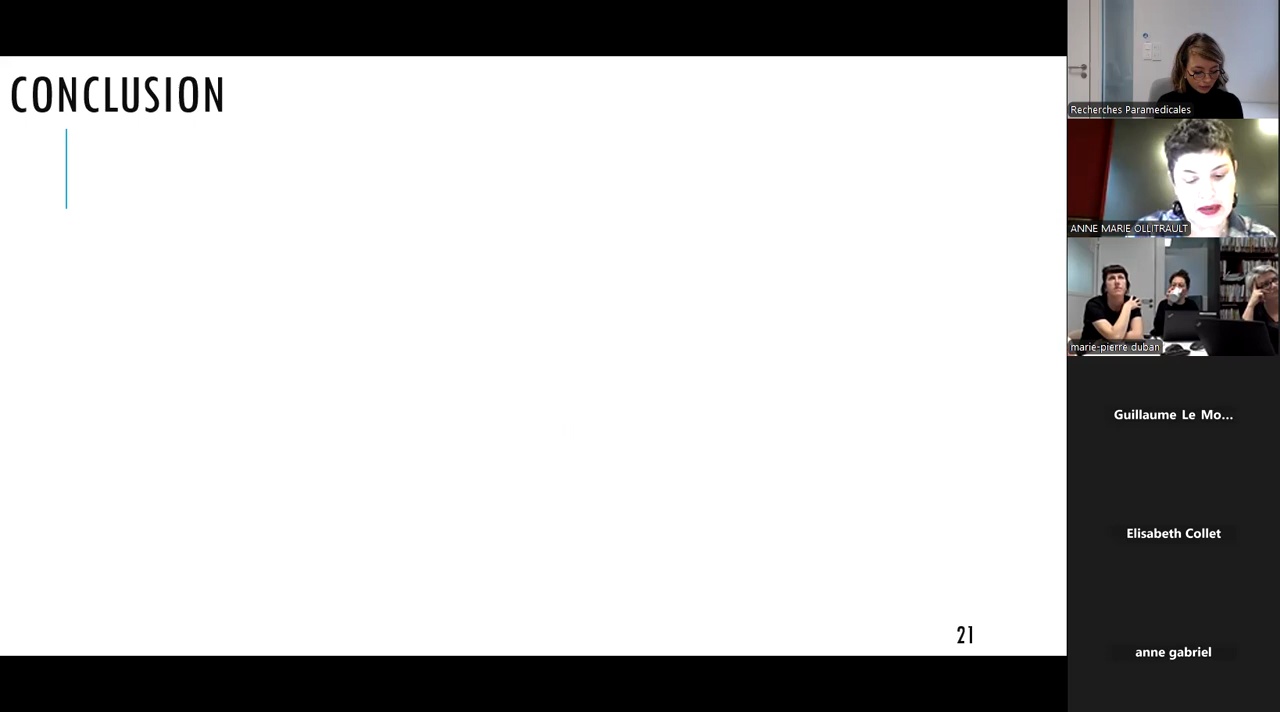 CONCLUSION
21
Recherches Paramedicales
ANNE MARIE OLLITRAULT
marie-pierre duban
Guillaume Le Mo...
Elisabeth Collet
anne gabriel